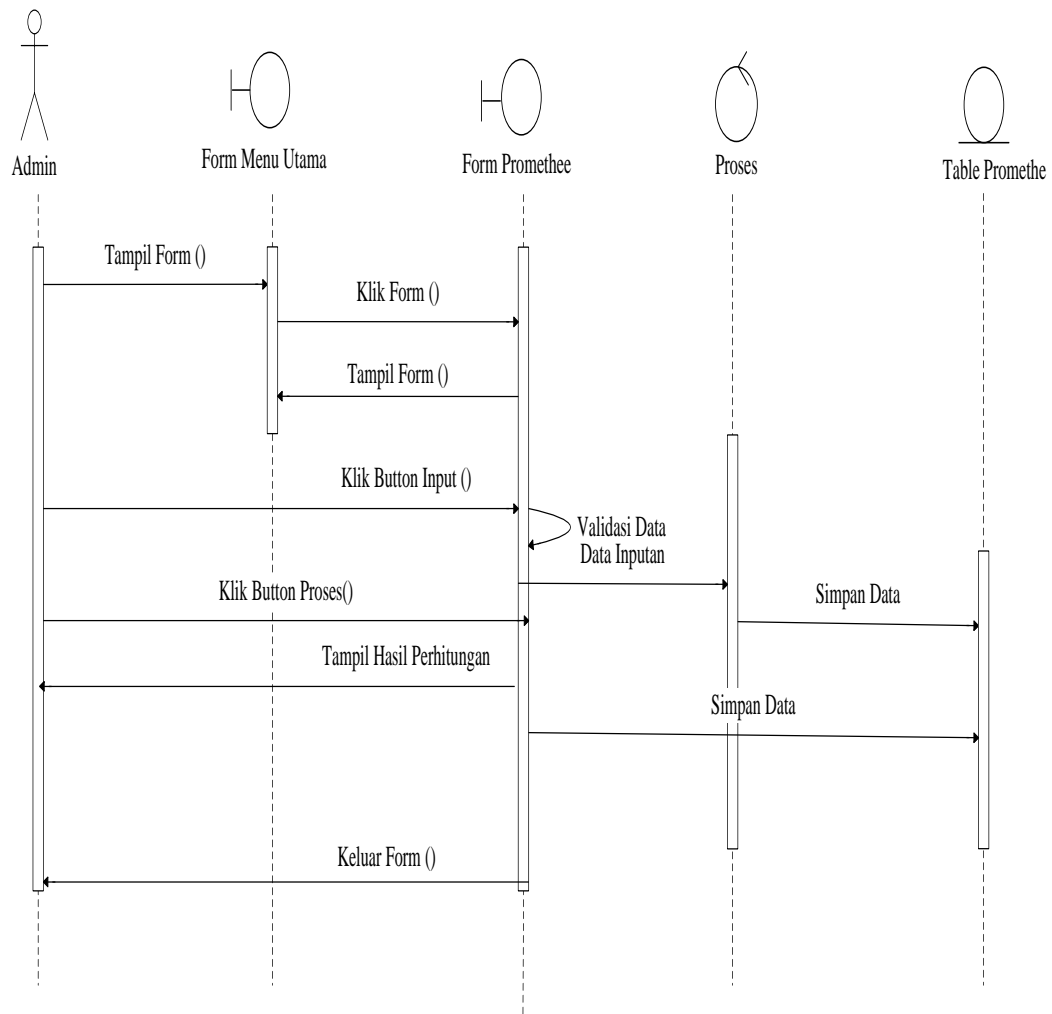 Admin
Form Menu Utama
Form Promethee
Proses
Table Promethe
Tampil Form ()
Klik Form ()
Tampil Form ()
Klik Button Input ()
Validasi Data
Data Inputan
Klik Button Proses()
Simpan Data
Tampil Hasil Perhitungan
Simpan Data
Keluar Form ()